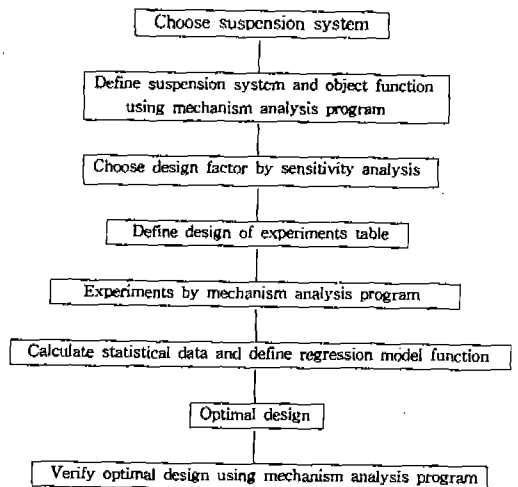 Choose suspension system
Define suspension system and object function
using mechanism analysis program
Choose design factor by sensitivity analysis
Define design of experiments table
Experiments by mechanism analysis program
Calculate statistical data and define regression model function
Optimal design
Verify optimal design using mechanism analysis program